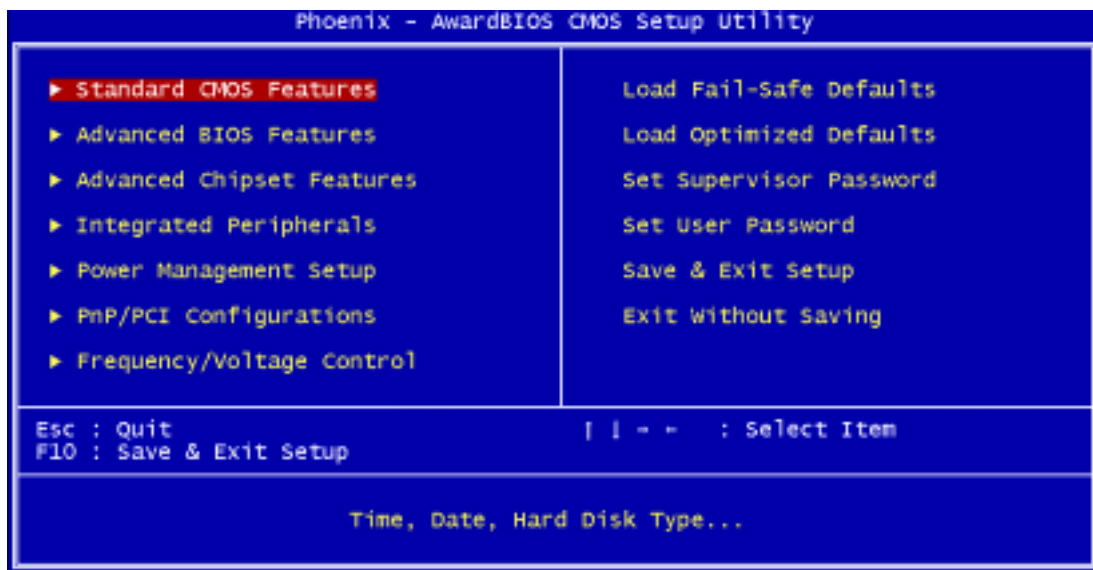 Phoenix - AwardBIOS CMOS Setup Utility
► Standard CMOS Features
► Advanced BIOS Features
► Advanced Chipset Features
► Integrated Peripherals
► Power Management Setup
► PnP/PCI Configurations
► Frequency/Voltage Control
Load Fail-Safe Defaults
Load Optimized Defaults
Set Supervisor Password
Set User Password
Save & Exit Setup
Exit Without Saving
Esc : Quit
F10 : Save & Exit Setup
↑ ↓ → ← : Select Item
Time, Date, Hard Disk Type...